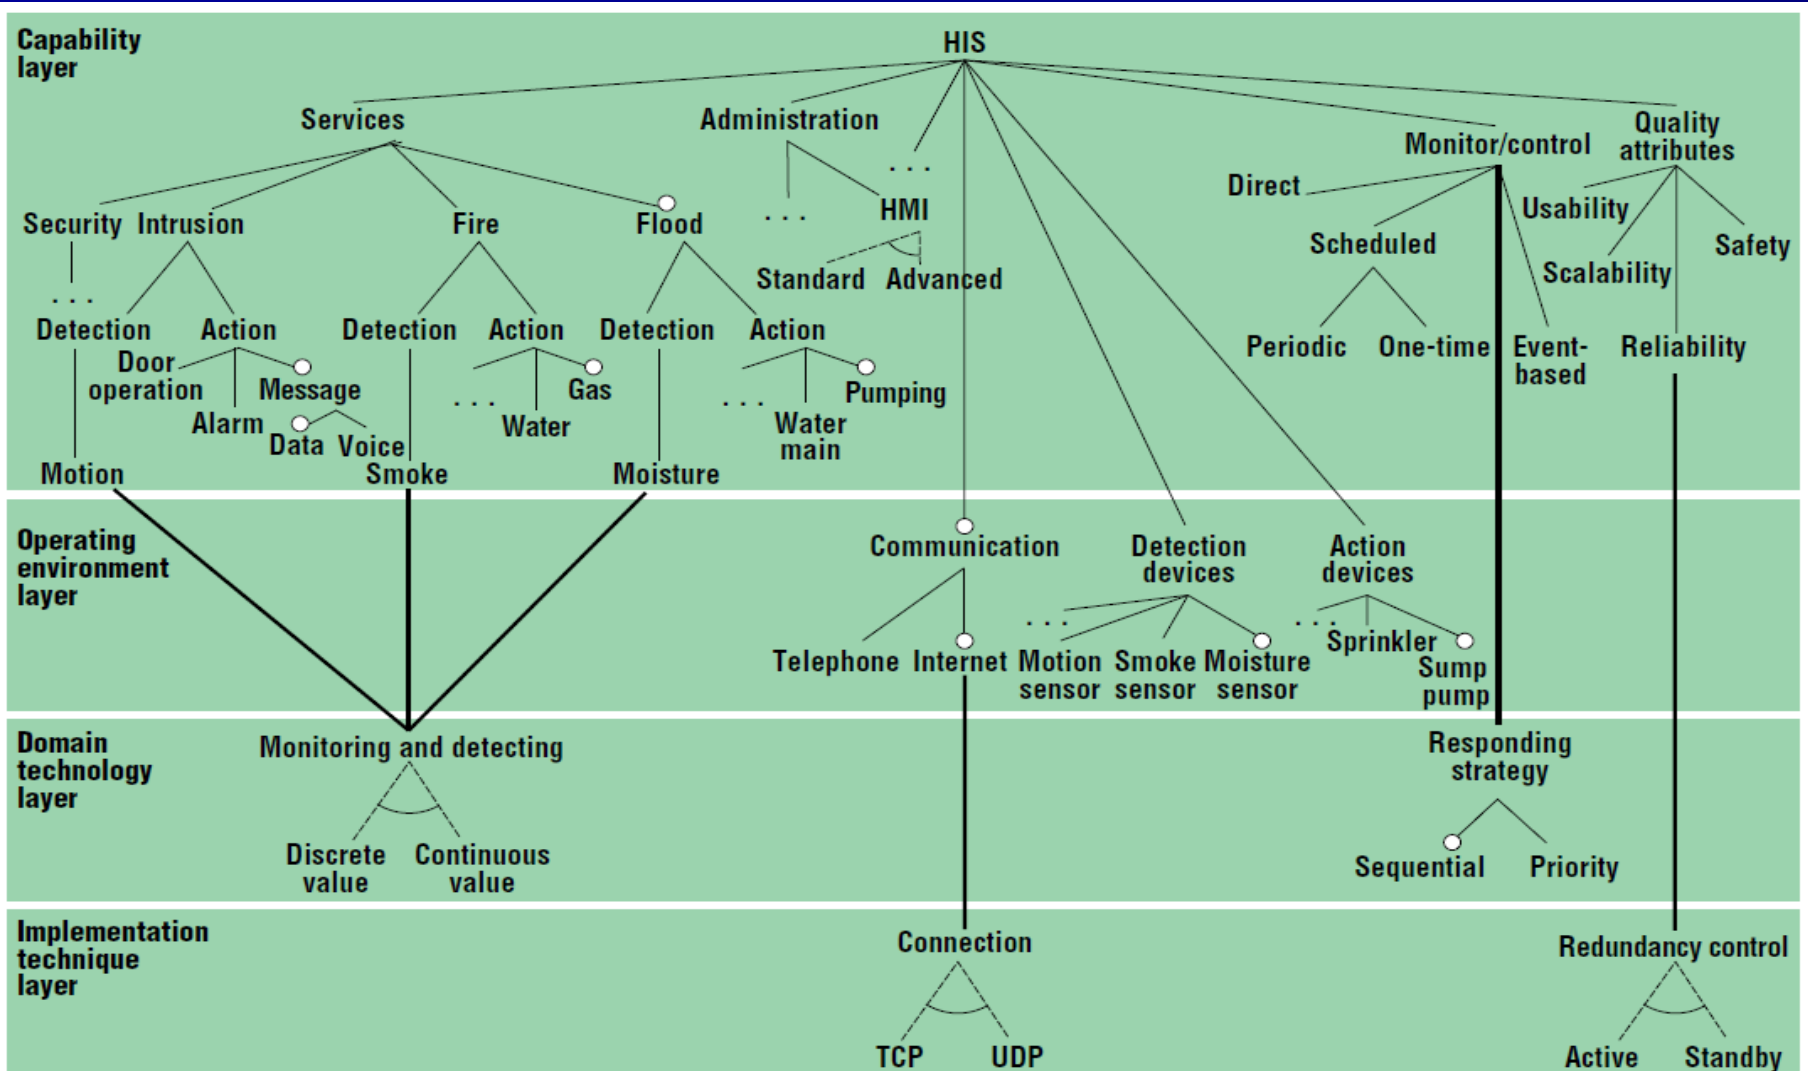 Capability
layer
HIS
Services
Administration
. . .
Monitor/control
Quality
attributes
Direct
Security
Intrusion
Fire
Flood
. . .
HMI
Scheduled
Usability
Safety
Standard
Advanced
Scalability
. . .
Detection
Action
Detection
Action
Detection
Action
Periodic
One-time
Event-
based
Reliability
Door
operation
Message
Alarm
Data
Voice
. . .
Gas
Water
. . .
Pumping
Water
main
Motion
Smoke
Moisture
Operating
environment
layer
Communication
Detection
devices
Action
devices
. . .
. . .
Telephone
Internet
Motion
sensor
Smoke
sensor
Moisture
sensor
Sprinkler
Sump
pump
Domain
technology
layer
Monitoring and detecting
Responding
strategy
Discrete
value
Continuous
value
Sequential
Priority
Implementation
technique
layer
Connection
Redundancy control
TCP
UDP
Active
Standby